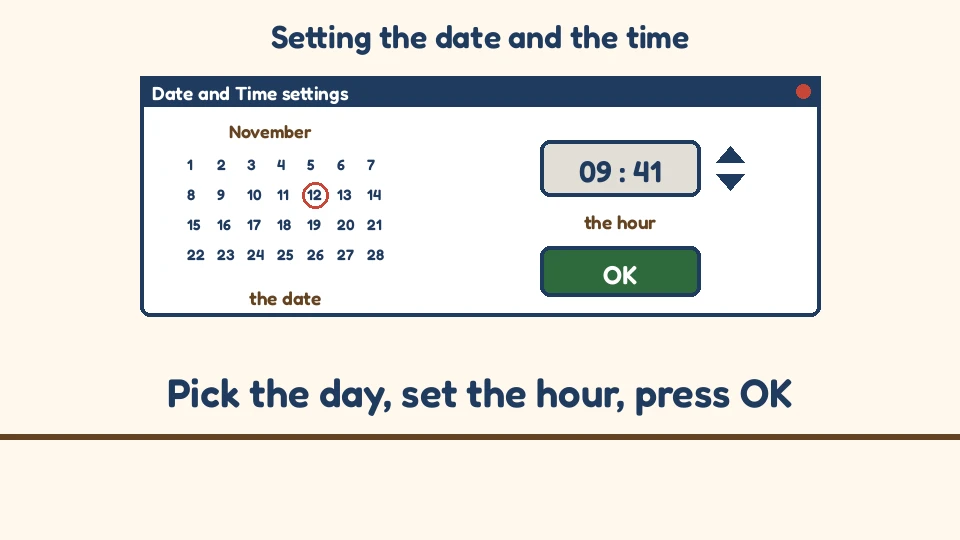 Setting the date and the time
Date and Time settings
November
1 2 3 4 5 6 7
8 9 10 11 12 13 14
15 16 17 18 19 20 21
22 23 24 25 26 27 28
the date
09 : 41
the hour
OK
Pick the day, set the hour, press OK